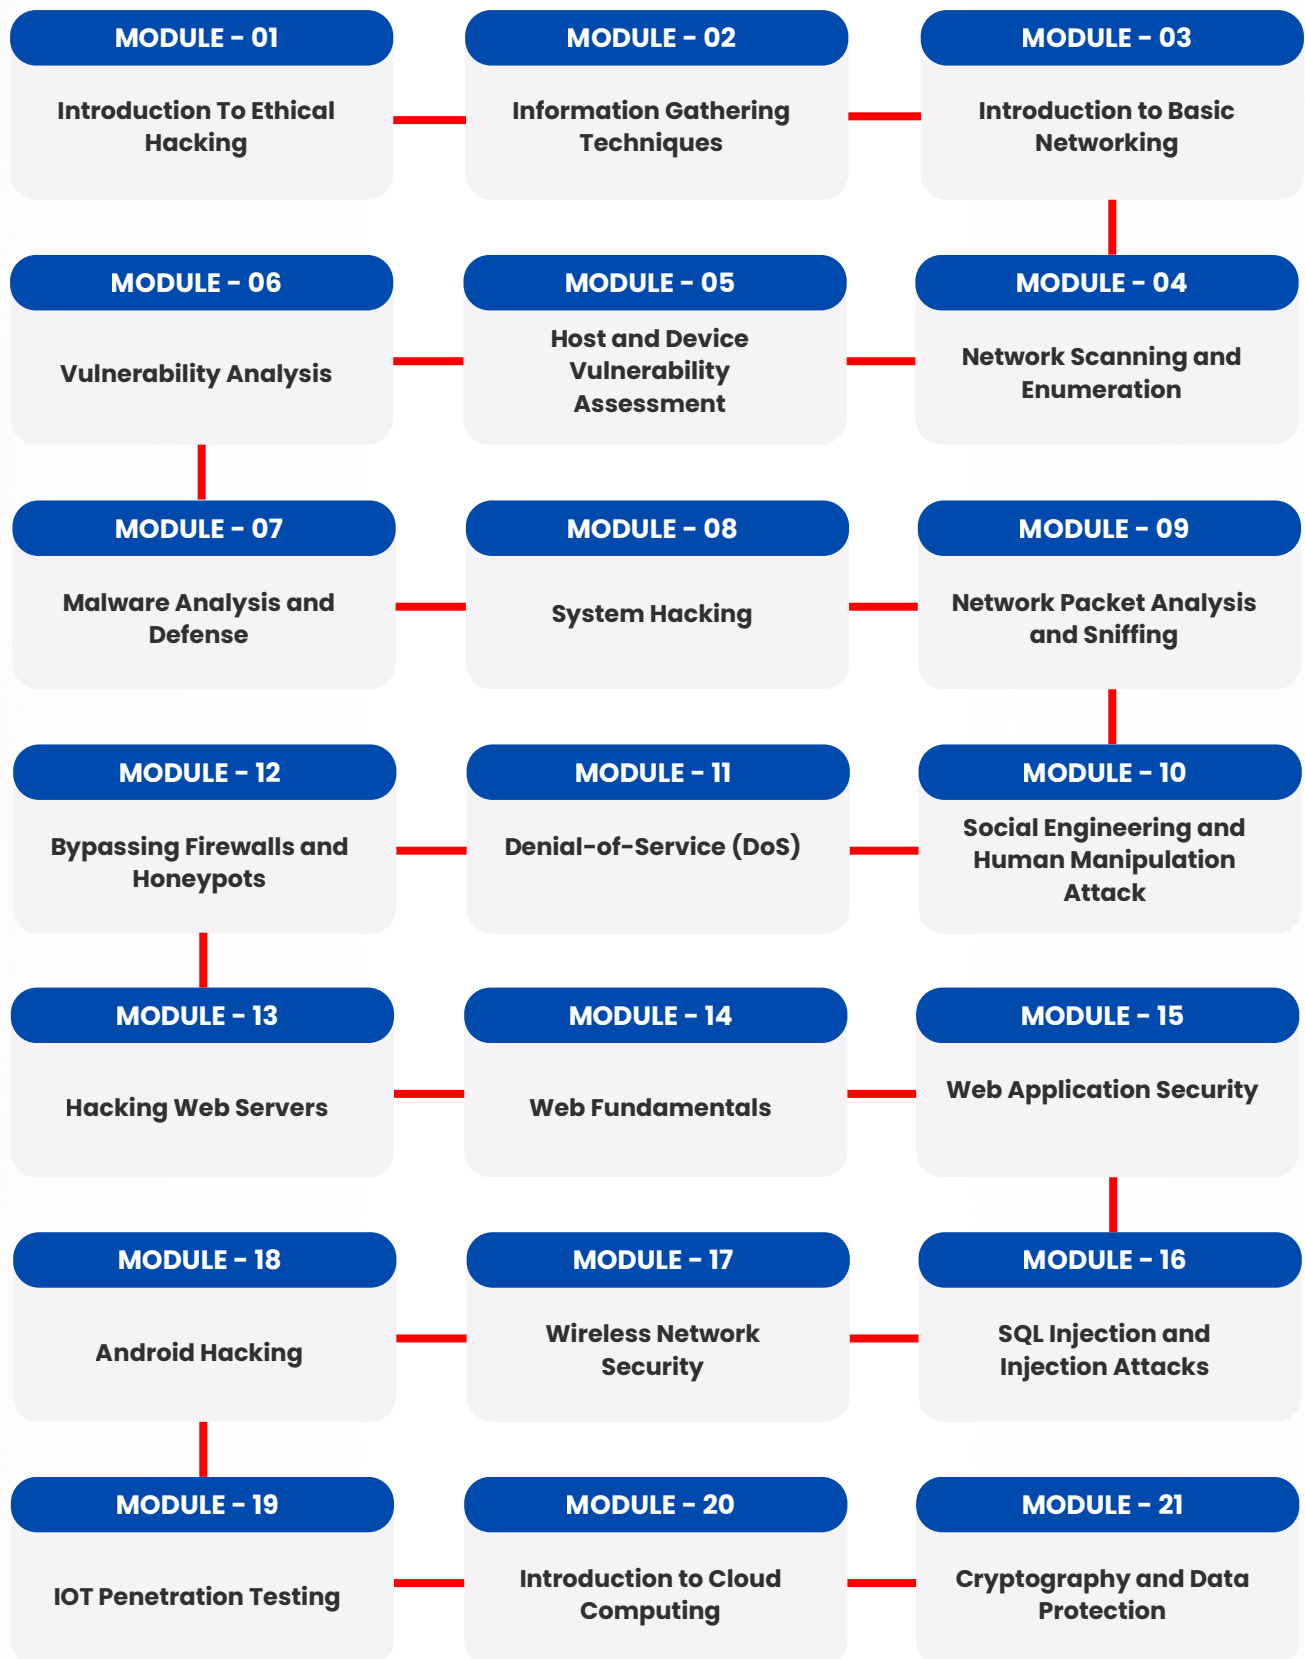 MODULE - 01
Introduction To Ethical
Hacking
MODULE - 02
Information Gathering
Techniques
MODULE - 03
Introduction to Basic
Networking
MODULE - 06
Vulnerability Analysis
MODULE - 05
Host and Device
Vulnerability
Assessment
MODULE - 04
Network Scanning and
Enumeration
MODULE - 07
Malware Analysis and
Defense
MODULE - 08
System Hacking
MODULE - 09
Network Packet Analysis
and Sniffing
MODULE - 12
Bypassing Firewalls and
Honeypots
MODULE - 11
Denial-of-Service (DoS)
MODULE - 10
Social Engineering and
Human Manipulation
Attack
MODULE - 13
Hacking Web Servers
MODULE - 14
Web Fundamentals
MODULE - 15
Web Application Security
MODULE - 18
Android Hacking
MODULE - 17
Wireless Network
Security
MODULE - 16
SQL Injection and
Injection Attacks
MODULE - 19
IOT Penetration Testing
MODULE - 20
Introduction to Cloud
Computing
MODULE - 21
Cryptography and Data
Protection